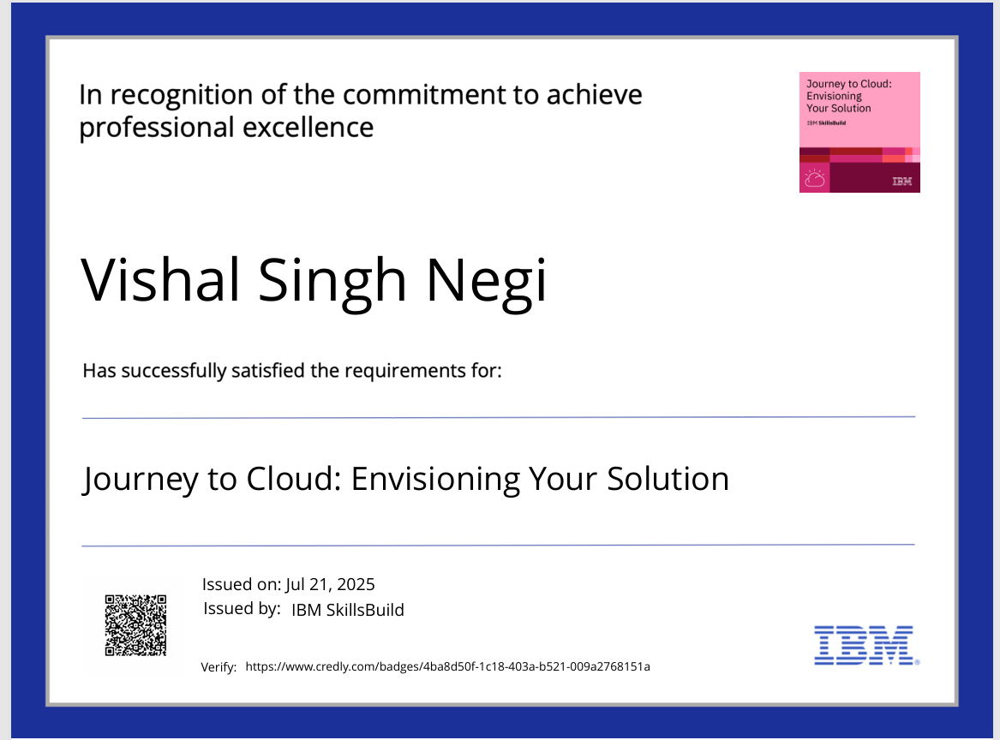 In recognition of the commitment to achieve
professional excellence
Journey to Cloud:
Envisioning
Your Solution
IBM SkillsBuild
IBM
Vishal Singh Negi
Has successfully satisfied the requirements for:
Journey to Cloud: Envisioning Your Solution
Issued on: Jul 21, 2025
Issued by: IBM SkillsBuild
Verify: https://www.credly.com/badges/4ba8d50f-1c18-403a-b521-009a2768151a
IBM®